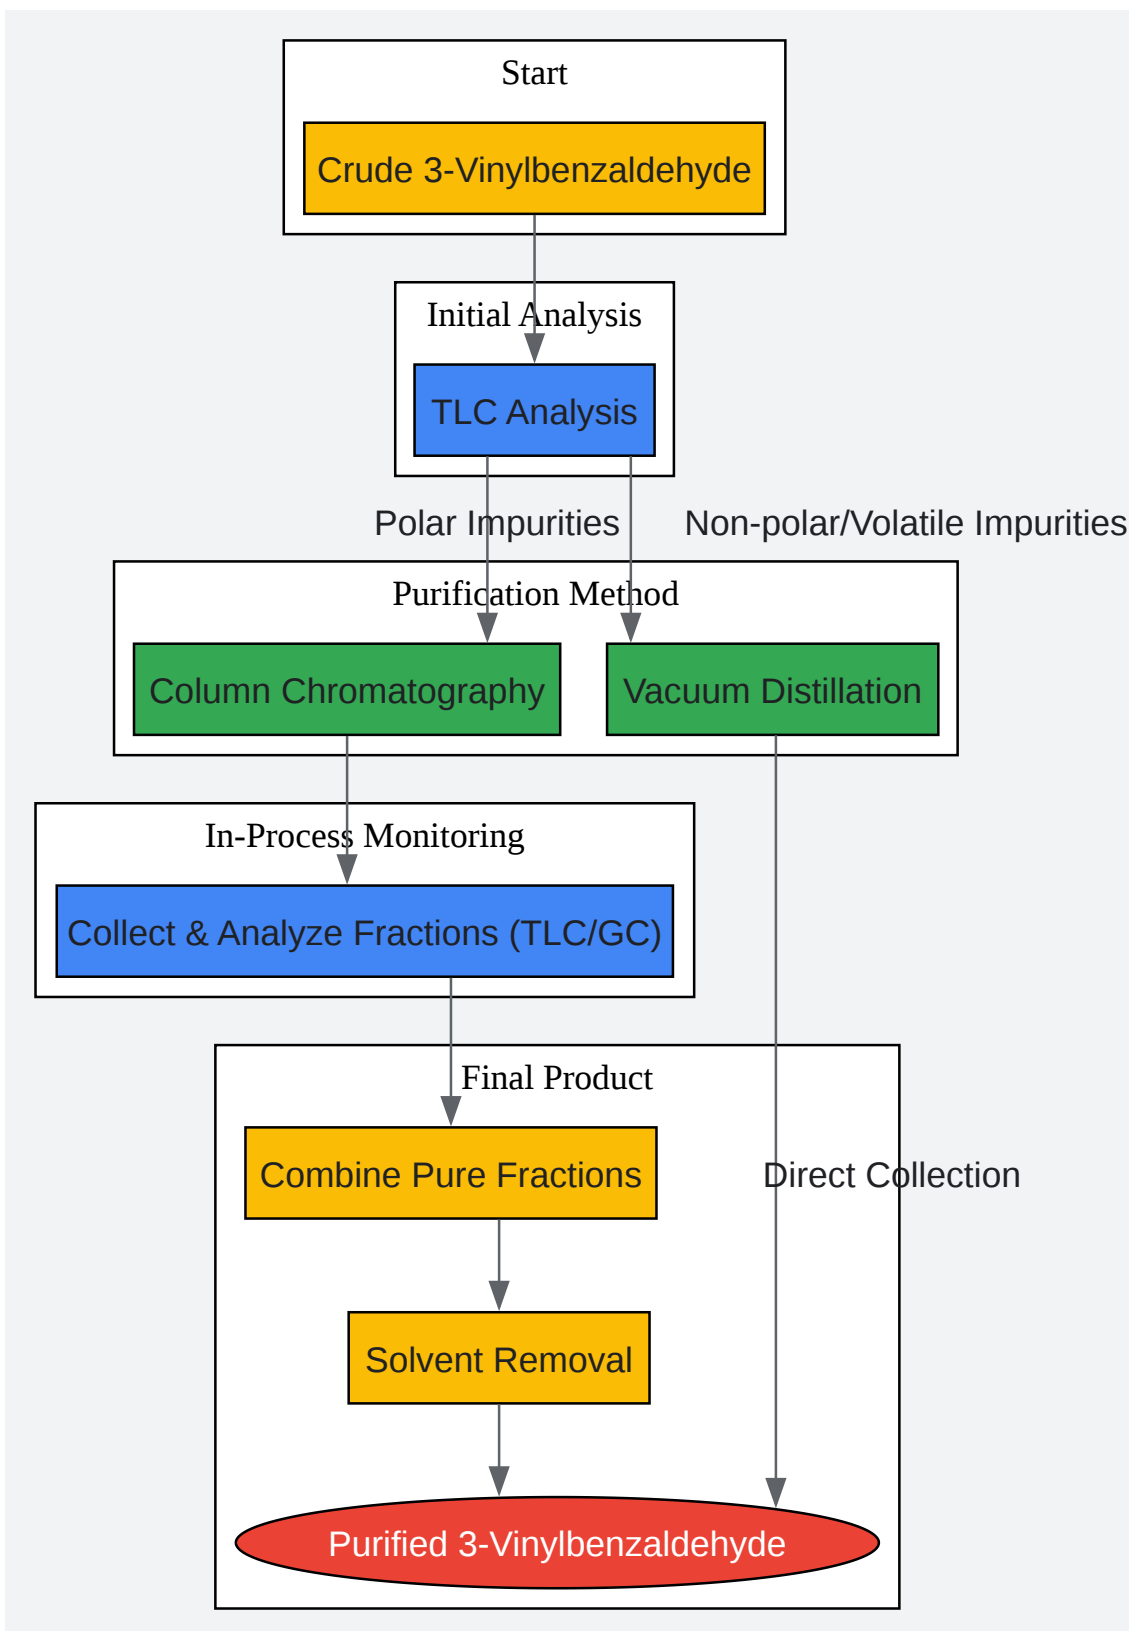 Start
Crude 3-Vinylbenzaldehyde
Initial Analysis
TLC Analysis
Polar Impurities
Non-polar/Volatile Impurities
Purification Method
Column Chromatography
Vacuum Distillation
In-Process Monitoring
Collect & Analyze Fractions (TLC/GC)
Final Product
Combine Pure Fractions
Direct Collection
Solvent Removal
Purified 3-Vinylbenzaldehyde